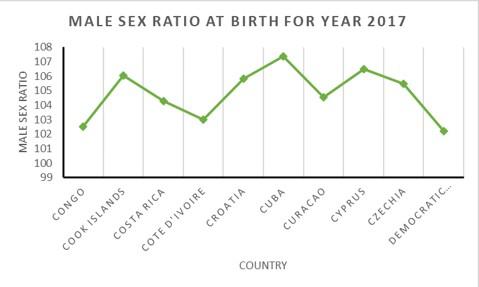 MALE SEX RATIO AT BIRTH FOR YEAR 2017
MALE SEX RATIO
108
107
106
105
104
103
102
101
100
99
CONGO
COOK ISLANDS
COSTA RICA
COTE D'IVOIRE
CROATIA
CUBA
CURACAO
CYPRUS
CZECHIA
DEMOCRATIC...
COUNTRY